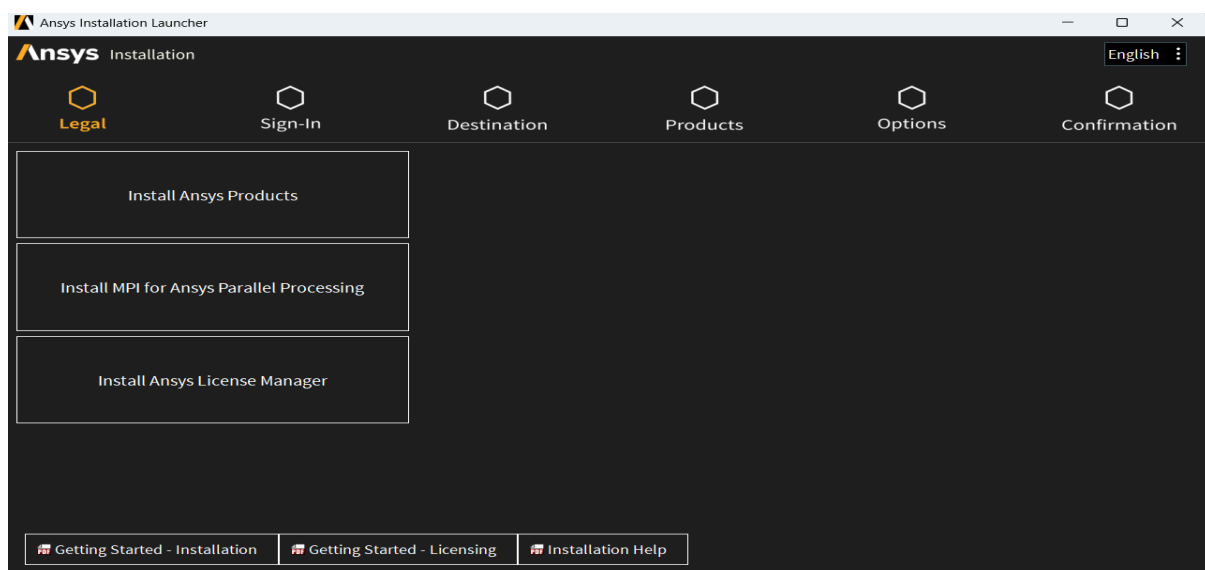 Ansys Installation Launcher
Ansys Installation
English
Legal Sign-In Destination Products Options Confirmation
Install Ansys Products
Install MPI for Ansys Parallel Processing
Install Ansys License Manager
Getting Started - Installation Getting Started - Licensing Installation Help